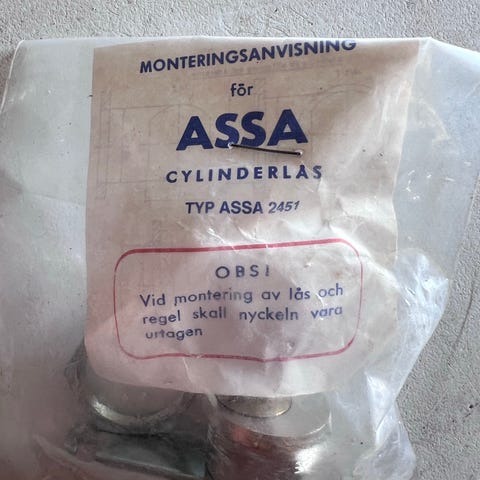 MONTERINGSANVISNING
för
ASSA
CYLINDERLÅS
TYP ASSA 2451
OBS!
Vid montering av lås och
regel skall nyckeln vara
urtagen